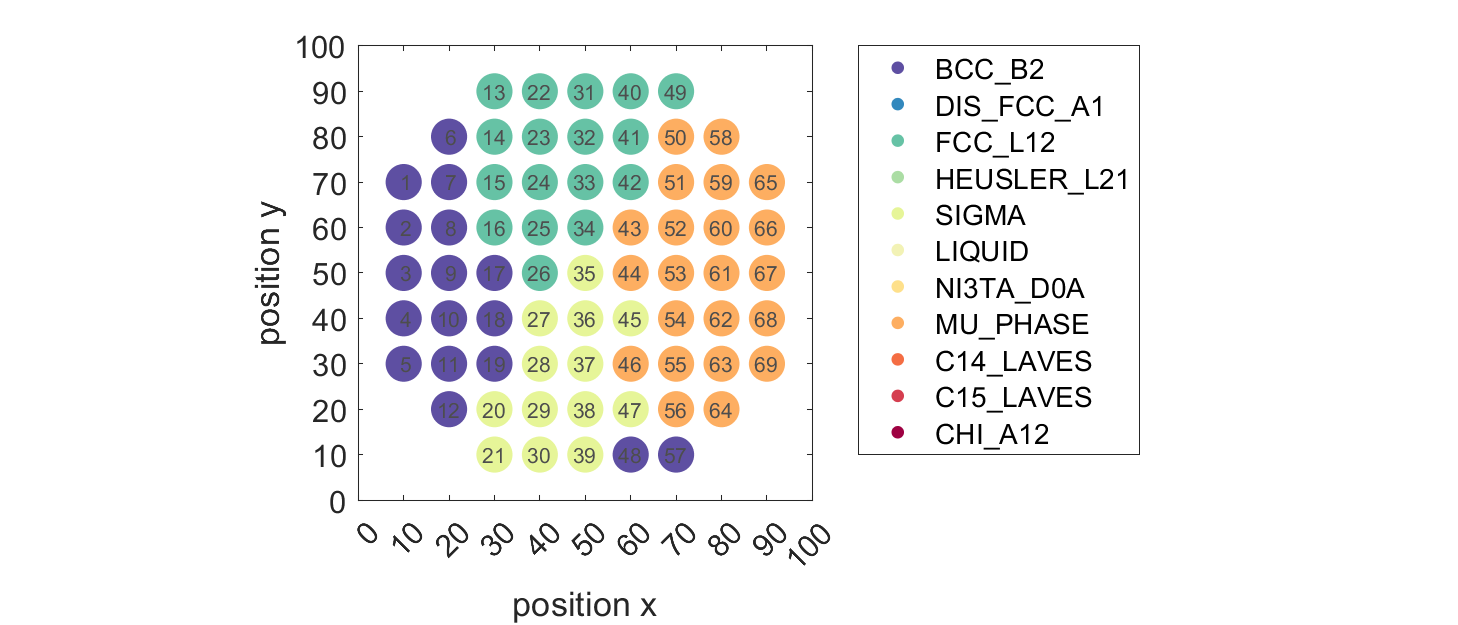 100
90 13 22 31 40 49
80 6 14 23 32 41 50 58
70 1 7 15 24 33 42 51 59 65
60 2 8 16 25 34 43 52 60 66
50 3 9 17 26 35 44 53 61 67
40 4 10 18 27 36 45 54 62 68
30 5 11 19 28 37 46 55 63 69
20 12 20 29 38 47 56 64
10 21 30 39 48 57
0
position y
0 10 20 30 40 50 60 70 80 90 100
position x
BCC_B2
DIS_FCC_A1
FCC_L12
HEUSLER_L21
SIGMA
LIQUID
NI3TA_D0A
MU_PHASE
C14_LAVES
C15_LAVES
CHI_A12